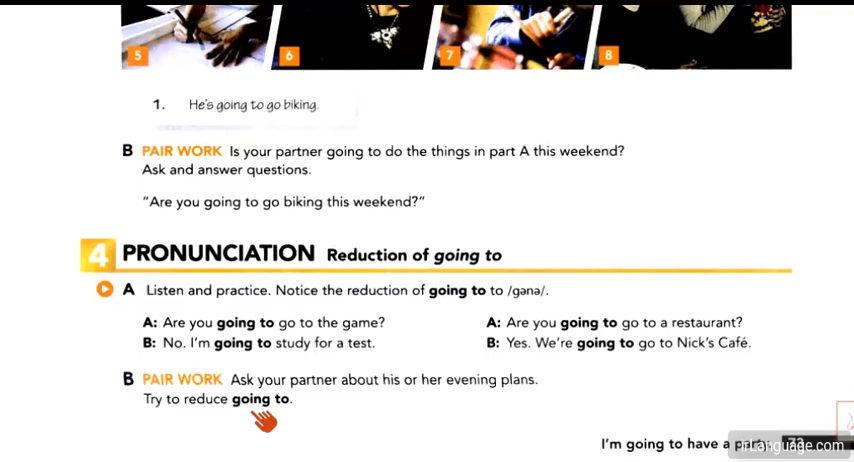 5 6 7 8
1. He's going to go biking.
B PAIR WORK Is your partner going to do the things in part A this weekend?
Ask and answer questions.
"Are you going to go biking this weekend?"
4 PRONUNCIATION Reduction of going to
A Listen and practice. Notice the reduction of going to to /gənə/.
A: Are you going to go to the game?
B: No. I'm going to study for a test.
A: Are you going to go to a restaurant?
B: Yes. We're going to go to Nick's Café.
B PAIR WORK Ask your partner about his or her evening plans.
Try to reduce going to.
I'm going to have a party. 73
irLanguage.com